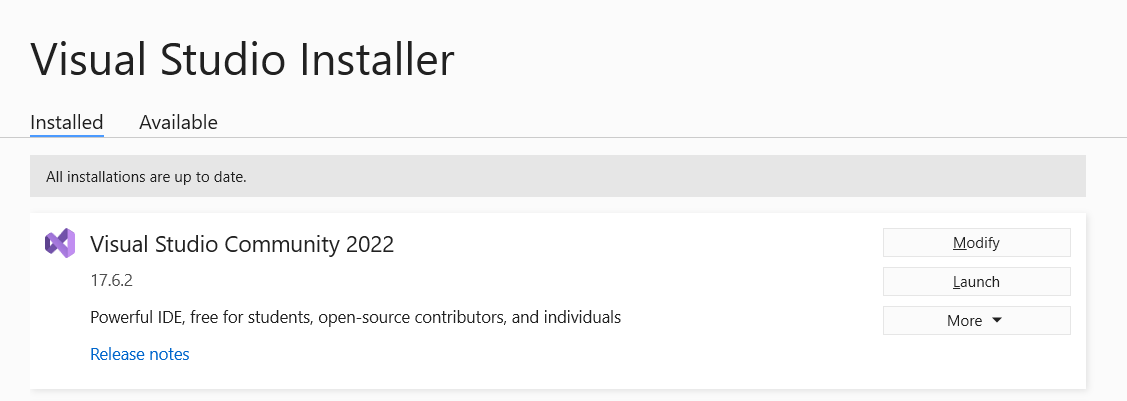 Visual Studio Installer
Installed Available
All installations are up to date.
Visual Studio Community 2022
17.6.2
Powerful IDE, free for students, open-source contributors, and individuals
Release notes
Modify
Launch
More